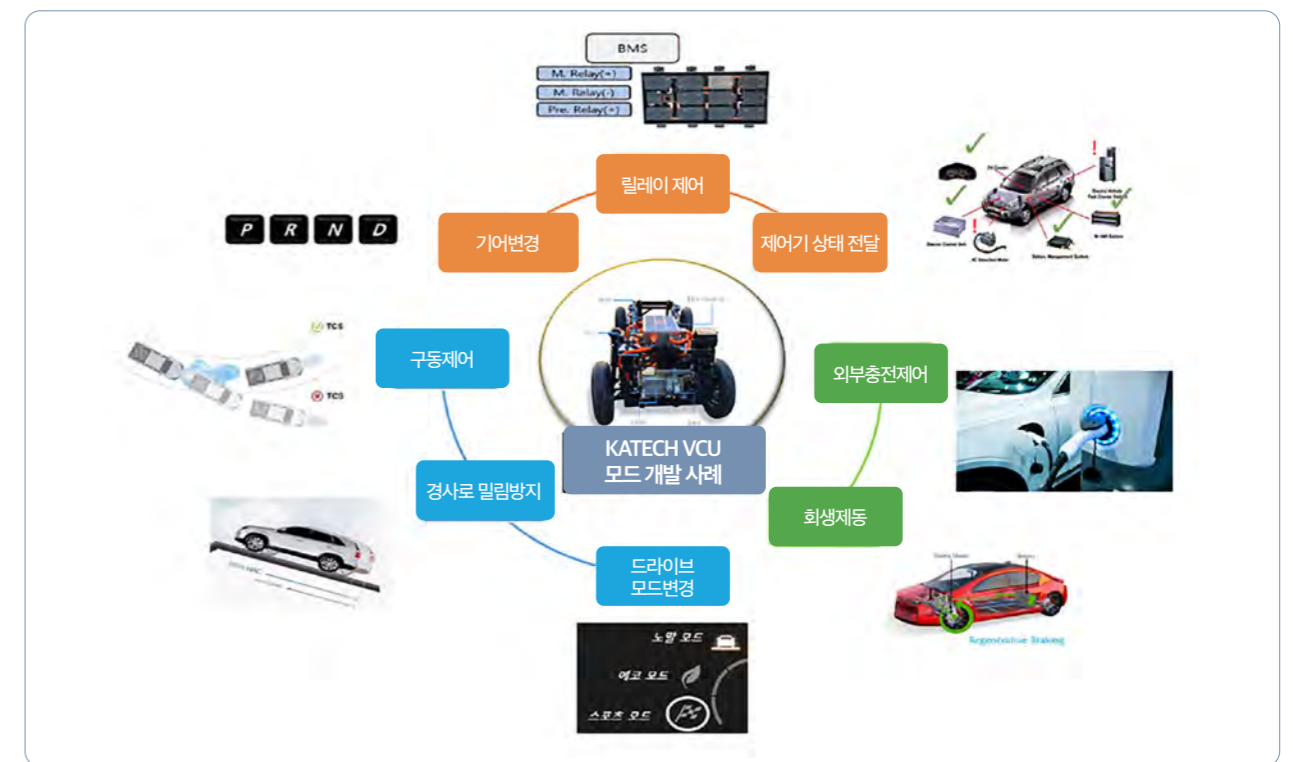 BMS
M. Relay(+)
M. Relay(-)
Pre. Relay(+)
릴레이 제어
기어변경
제어기 상태 전달
P R N D
구동제어
TCS
TCS
외부충전제어
KATECH VCU
모드 개발 사례
경사로 밀림방지
회생제동
드라이브
모드변경
Regenerative Braking
노말 모드
에코 모드
스포츠 모드